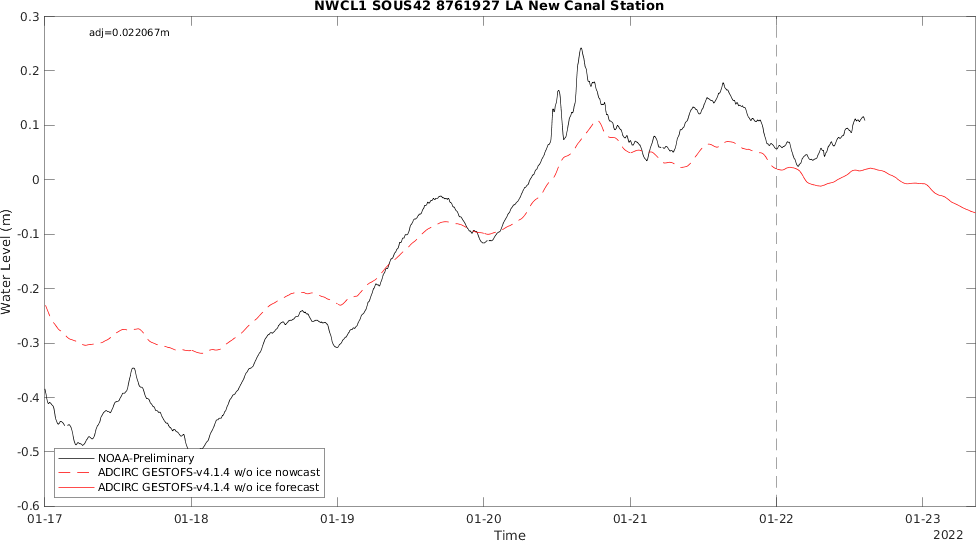 NWCL1 SOUS42 8761927 LA New Canal Station
adj=0.022067m
Water Level (m)
0.3
0.2
0.1
0
-0.1
-0.2
-0.3
-0.4
-0.5
-0.6
NOAA-Preliminary
ADCIRC GESTOFS-v4.1.4 w/o ice nowcast
ADCIRC GESTOFS-v4.1.4 w/o ice forecast
01-17 01-18 01-19 01-20 01-21 01-22 01-23
Time
2022